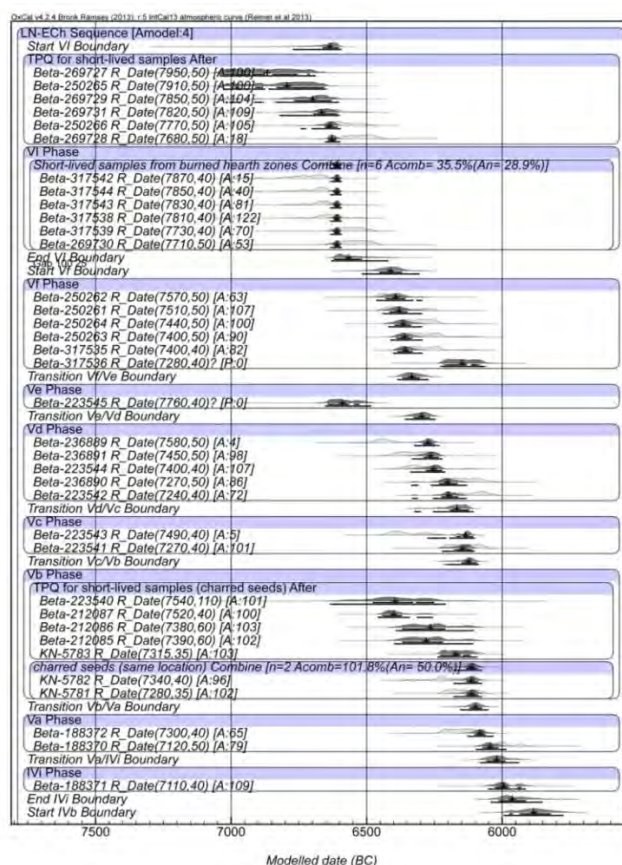 OxCal v4.2.4 Bronk Ramsey (2013); r:5 IntCal13 atmospheric curve (Reimer et al 2013)
LN-ECh Sequence [Amodel:4]
Start VI Boundary
TPQ for short-lived samples After
Beta-269727 R_Date(7950,50) [A:100]
Beta-250265 R_Date(7910,50) [A:100]
Beta-269729 R_Date(7850,50) [A:104]
Beta-269731 R_Date(7820,50) [A:109]
Beta-250266 R_Date(7770,50) [A:105]
Beta-269728 R_Date(7680,50) [A:18]
VI Phase
Short-lived samples from burned hearth zones Combine [n=6 Acomb= 35.5%(An= 28.9%)]
Beta-317542 R_Date(7870,40) [A:15]
Beta-317544 R_Date(7850,40) [A:40]
Beta-317543 R_Date(7830,40) [A:81]
Beta-317538 R_Date(7810,40) [A:122]
Beta-317539 R_Date(7730,40) [A:70]
Beta-269730 R_Date(7710,50) [A:53]
End VI Boundary
Gap 100 25
Start Vf Boundary
Vf Phase
Beta-250262 R_Date(7570,50) [A:63]
Beta-250261 R_Date(7510,50) [A:107]
Beta-250264 R_Date(7440,50) [A:100]
Beta-250263 R_Date(7400,50) [A:90]
Beta-317535 R_Date(7400,40) [A:82]
Beta-317536 R_Date(7280,40)? [P:0]
Transition Vf/Ve Boundary
Ve Phase
Beta-223545 R_Date(7760,40)? [P:0]
Transition Ve/Vd Boundary
Vd Phase
Beta-236889 R_Date(7580,50) [A:4]
Beta-236891 R_Date(7450,50) [A:98]
Beta-223544 R_Date(7400,40) [A:107]
Beta-236890 R_Date(7270,50) [A:86]
Beta-223542 R_Date(7240,40) [A:72]
Transition Vd/Vc Boundary
Vc Phase
Beta-223543 R_Date(7490,40) [A:5]
Beta-223541 R_Date(7270,40) [A:101]
Transition Vc/Vb Boundary
Vb Phase
TPQ for short-lived samples (charred seeds) After
Beta-223540 R_Date(7540,110) [A:101]
Beta-212087 R_Date(7520,40) [A:100]
Beta-212086 R_Date(7380,60) [A:103]
Beta-212085 R_Date(7390,60) [A:102]
KN-5783 R_Date(7315,35) [A:103]
charred seeds (same location) Combine [n=2 Acomb=101.8%(An= 50.0%)]
KN-5782 R_Date(7340,40) [A:96]
KN-5781 R_Date(7280,35) [A:102]
Transition Vb/Va Boundary
Va Phase
Beta-188372 R_Date(7300,40) [A:65]
Beta-188370 R_Date(7120,50) [A:79]
Transition Va/IVi Boundary
IVi Phase
Beta-188371 R_Date(7110,40) [A:109]
End IVi Boundary
Start IVb Boundary
7500 7000 6500 6000
Modelled date (BC)